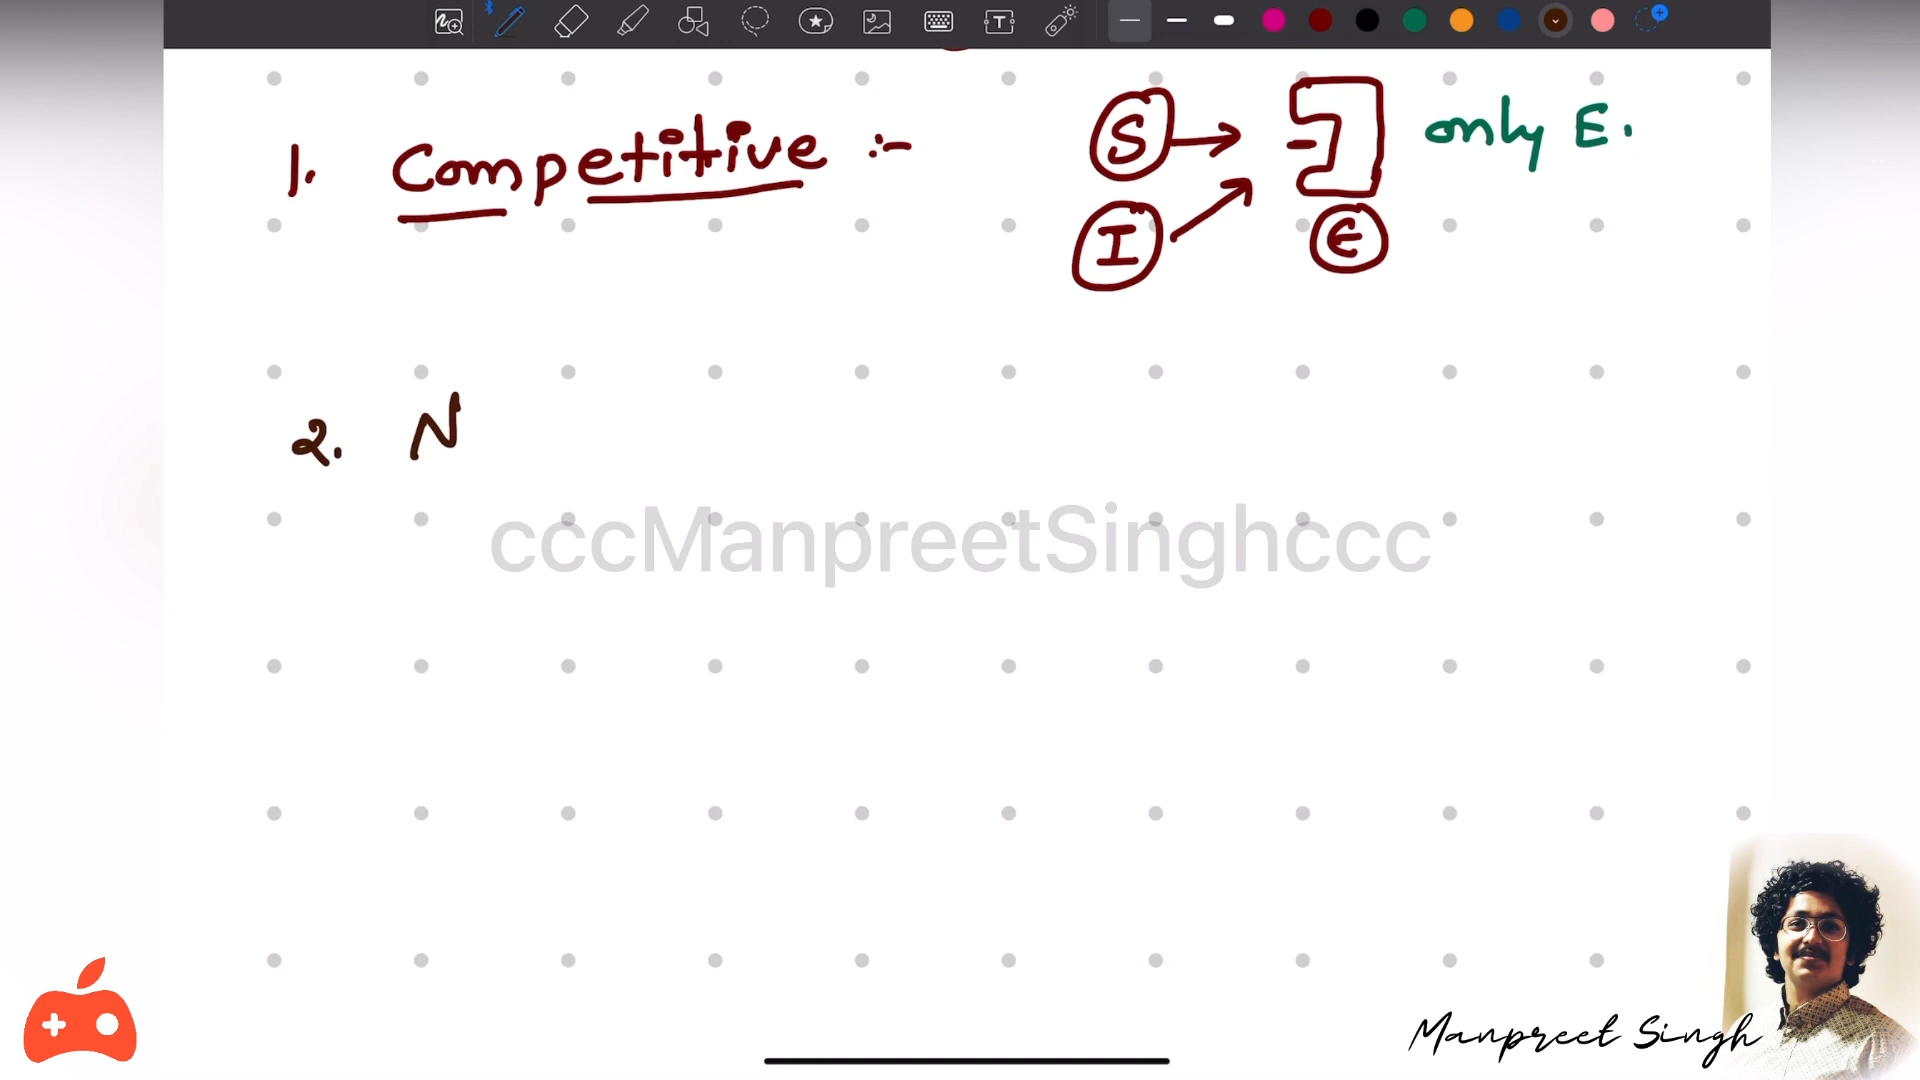 1. Competitive :-
S
only E.
I
E
2. N
cccManpreetSinghccc
Manpreet Singh